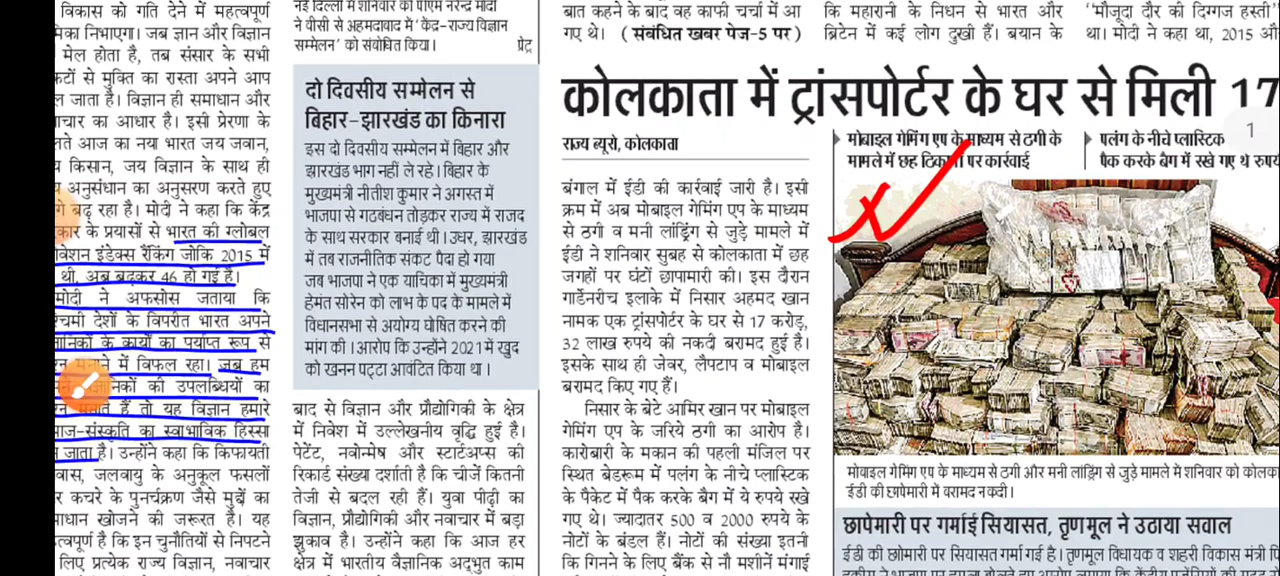 विकास को गति देने में महत्वपूर्ण
निभाएगा। जब ज्ञान और विज्ञान
मेल होता है, तब संसार के सभी
से मुक्ति का रास्ता अपने आप
जाता है। विज्ञान ही समाधान और
का आधार है। इसी प्रेरणा के
आज का नया भारत जय जवान,
किसान, जय विज्ञान के साथ ही
अनुसंधान का अनुसरण करते हुए
बढ़ रहा है। मोदी ने कहा कि केंद्र
के प्रयासों से भारत की ग्लोबल
इंडेक्स रैंकिंग जोकि 2015 में
थी, अब बढ़कर 46 हो गई है।
मोदी ने अफसोस जताया कि
देशों के विपरीत भारत अपने
के कार्यों का पर्याप्त रूप से
में विफल रहा। जब हम
की उपलब्धियों का
हैं तो यह विज्ञान हमारे
का स्वाभाविक हिस्सा
जाता है। उन्होंने कहा कि किफायती
जलवायु के अनुकूल फसलों
कचरे के पुनर्चक्रण जैसे मुद्दों का
खोजने की जरूरत है। यह
है कि इन चुनौतियों से निपटने
लिए प्रत्येक राज्य विज्ञान, नवाचार
नई दिल्ली में शनिवार को पीएम नरेन्द्र मोदी
ने वीसी से अहमदाबाद में 'केंद्र-राज्य विज्ञान
सम्मेलन' को संबोधित किया। प्रेट्र
दो दिवसीय सम्मेलन से
बिहार-झारखंड का किनारा
इस दो दिवसीय सम्मेलन में बिहार और
झारखंड भाग नहीं ले रहे। बिहार के
मुख्यमंत्री नीतीश कुमार ने अगस्त में
भाजपा से गठबंधन तोड़कर राज्य में राजद
के साथ सरकार बनाई थी। उधर, झारखंड
में तब राजनीतिक संकट पैदा हो गया
जब भाजपा ने एक याचिका में मुख्यमंत्री
हेमंत सोरेन को लाभ के पद के मामले में
विधानसभा से अयोग्य घोषित करने की
मांग की। आरोप कि उन्होंने 2021 में खुद
को खनन पट्टा आवंटित किया था।
बाद से विज्ञान और प्रौद्योगिकी के क्षेत्र
में निवेश में उल्लेखनीय वृद्धि हुई है।
पेटेंट, नवोन्मेष और स्टार्टअप्स की
रिकार्ड संख्या दर्शाती है कि चीजें कितनी
तेजी से बदल रही हैं। युवा पीढ़ी का
विज्ञान, प्रौद्योगिकी और नवाचार में बड़ा
झुकाव है। उन्होंने कहा कि आज हर
क्षेत्र में भारतीय वैज्ञानिक अद्भुत काम
बात कहने के बाद वह काफी चर्चा में आ
गए थे। (संबंधित खबर पेज-5 पर)
कि महारानी के निधन से भारत और
ब्रिटेन में कई लोग दुखी हैं। बयान के
"मौजूदा दौर की दिग्गज हस्ती"
था। मोदी ने कहा था, 2015 और
कोलकाता में ट्रांसपोर्टर के घर से मिली 17
राज्य ब्यूरो, कोलकाता
बंगाल में ईडी की कार्रवाई जारी है। इसी
क्रम में अब मोबाइल गेमिंग एप के माध्यम
से ठगी व मनी लांड्रिंग से जुड़े मामले में
ईडी ने शनिवार सुबह से कोलकाता में छह
जगहों पर घंटों छापामारी की। इस दौरान
गार्डेनरीच इलाके में निसार अहमद खान
नामक एक ट्रांसपोर्टर के घर से 17 करोड़,
32 लाख रुपये की नकदी बरामद हुई है।
इसके साथ ही जेवर, लैपटाप व मोबाइल
बरामद किए गए हैं।
निसार के बेटे आमिर खान पर मोबाइल
गेमिंग एप के जरिये ठगी का आरोप है।
कारोबारी के मकान की पहली मंजिल पर
स्थित बेडरूम में पलंग के नीचे प्लास्टिक
के पैकेट में पैक करके बैग में ये रुपये रखे
गए थे। ज्यादातर 500 व 2000 रुपये के
नोटों के बंडल हैं। नोटों की संख्या इतनी
कि गिनने के लिए बैंक से नौ मशीनें मंगाई
मोबाइल गेमिंग एप के माध्यम से ठगी के
मामले में छह ठिकानों पर कार्रवाई
पलंग के नीचे प्लास्टिक
पैक करके बैग में रखे गए थे रुपये
1
मोबाइल गेमिंग एप के माध्यम से ठगी और मनी लांड्रिंग से जुड़े मामले में शनिवार को
ईडी की छापेमारी में बरामद नकदी।
छापेमारी पर गर्माई सियासत, तृणमूल ने उठाया सवाल
ईडी की छापेमारी पर सियासत गर्मा गई है। तृणमूल विधायक व शहरी विकास मंत्री